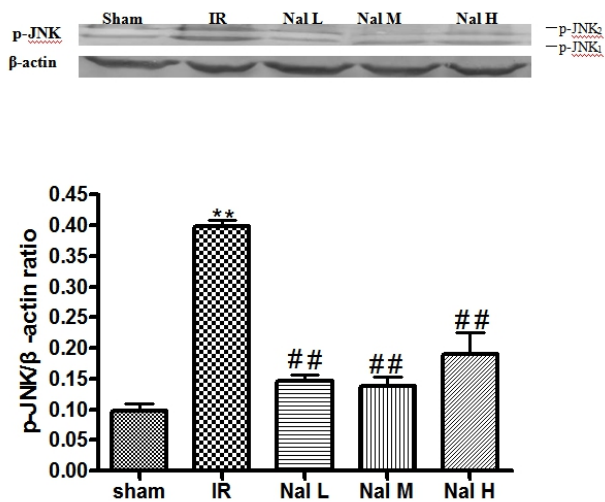 Sham IR Nal L Nal M Nal H
p-JNK —p-JNK₂
—p-JNK₁
β-actin
0.45
0.40
0.35
0.30
0.25
0.20
0.15
0.10
0.05
0.00
p-JNK/β -actin ratio
**
##
##
##
sham IR Nal L Nal M Nal H